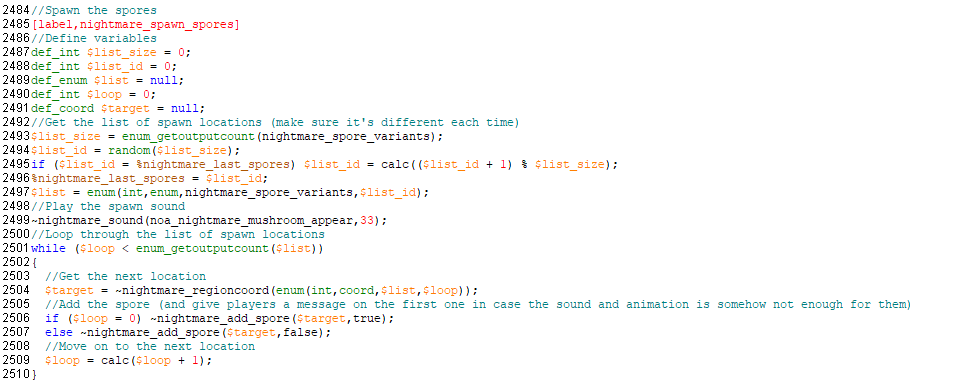 2484//Spawn the spores
2485[label,nightmare_spawn_spores]
2486//Define variables
2487def_int $list_size = 0;
2488def_int $list_id = 0;
2489def_enum $list = null;
2490def_int $loop = 0;
2491def_coord $target = null;
2492//Get the list of spawn locations (make sure it's different each time)
2493$list_size = enum_getoutputcount(nightmare_spore_variants);
2494$list_id = random($list_size);
2495if ($list_id = %nightmare_last_spores) $list_id = calc(($list_id + 1) % $list_size);
2496%nightmare_last_spores = $list_id;
2497$list = enum(int,enum,nightmare_spore_variants,$list_id);
2498//Play the spawn sound
2499~nightmare_sound(noa_nightmare_mushroom_appear,33);
2500//Loop through the list of spawn locations
2501while ($loop < enum_getoutputcount($list))
2502{
2503  //Get the next location
2504  $target = ~nightmare_regioncoord(enum(int,coord,$list,$loop));
2505  //Add the spore (and give players a message on the first one in case the sound and animation is somehow not enough for them)
2506  if ($loop = 0) ~nightmare_add_spore($target,true);
2507  else ~nightmare_add_spore($target,false);
2508  //Move on to the next location
2509  $loop = calc($loop + 1);
2510}